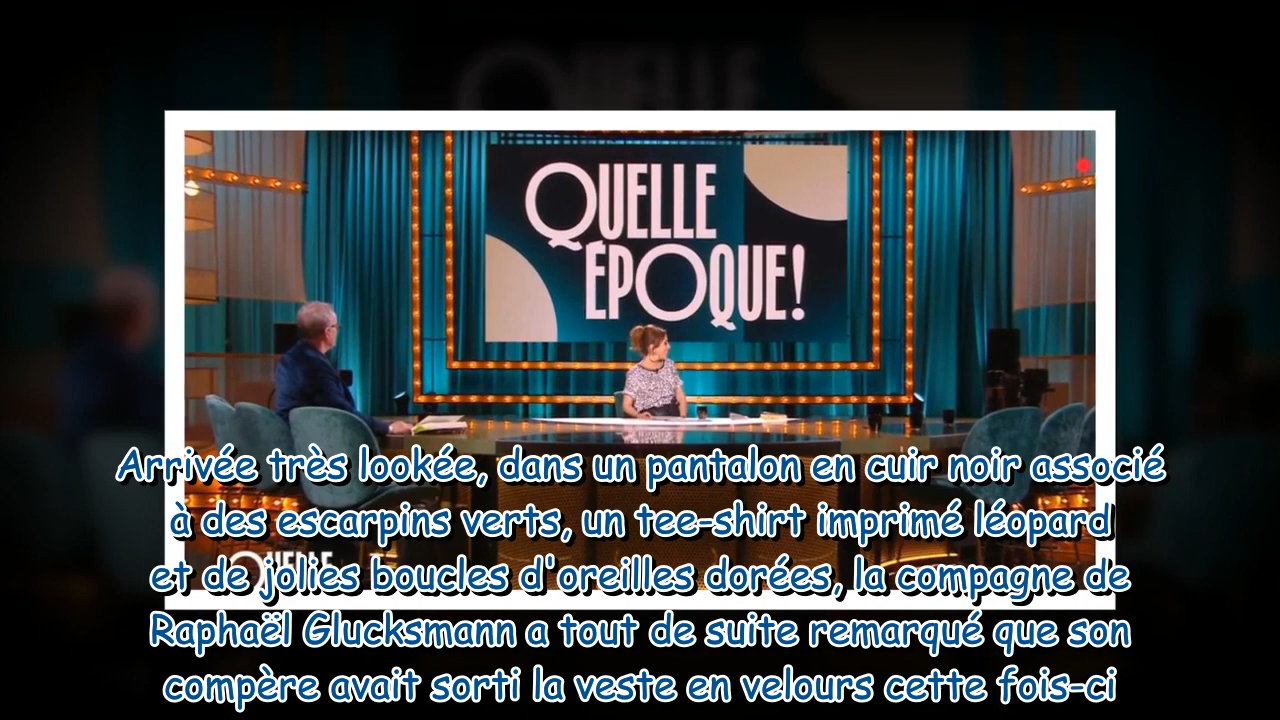 QUELLE
ÉPOQUE!
QUELLE
Arrivée très lookée, dans un pantalon en cuir noir associé
à des escarpins verts, un tee-shirt imprimé léopard
et de jolies boucles d'oreilles dorées, la compagne de
Raphaël Glucksmann a tout de suite remarqué que son
compère avait sorti la veste en velours cette fois-ci